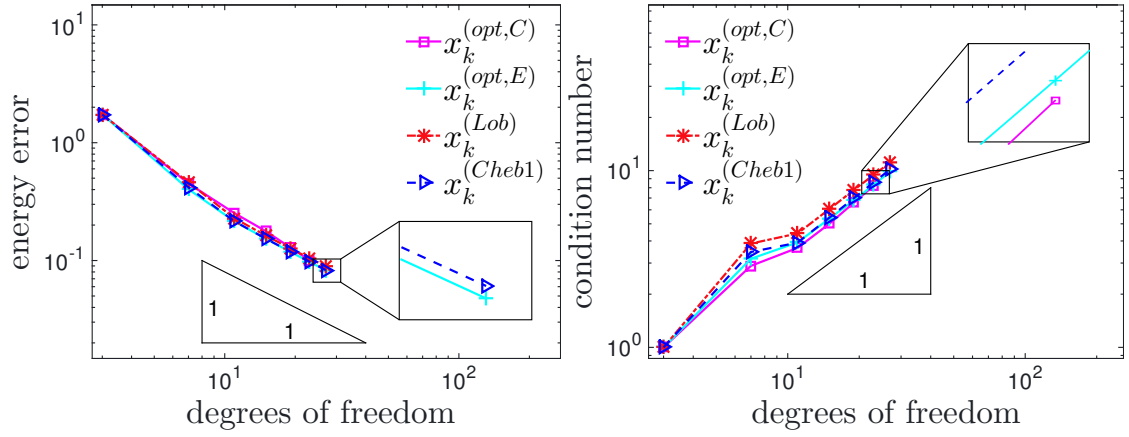 energy error
10^1
10^0
10^{-1}
10^1
10^2
degrees of freedom
x_k^{(opt,C)}
x_k^{(opt,E)}
x_k^{(Lob)}
x_k^{(Cheb1)}
1
1
condition number
10^1
10^0
10^1
10^2
degrees of freedom
x_k^{(opt,C)}
x_k^{(opt,E)}
x_k^{(Lob)}
x_k^{(Cheb1)}
1
1